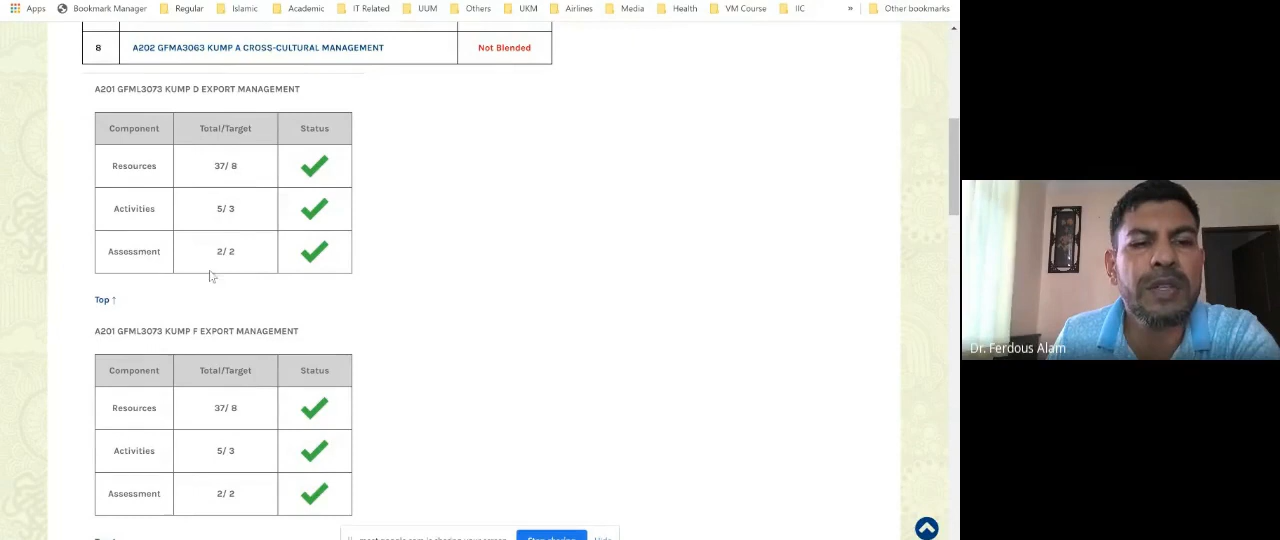 Apps Bookmark Manager Regular Islamic Academic IT Related UUM Others UKM Airlines Media Health VM Course IIC » Other bookmarks
8 A202 GFMA3063 KUMP A CROSS-CULTURAL MANAGEMENT Not Blended
A201 GFML3073 KUMP D EXPORT MANAGEMENT
Component Total/Target Status
Resources 37/ 8
Activities 5/ 3
Assessment 2/ 2
Top ↑
A201 GFML3073 KUMP F EXPORT MANAGEMENT
Component Total/Target Status
Resources 37/ 8
Activities 5/ 3
Assessment 2/ 2
Dr. Ferdous Alam